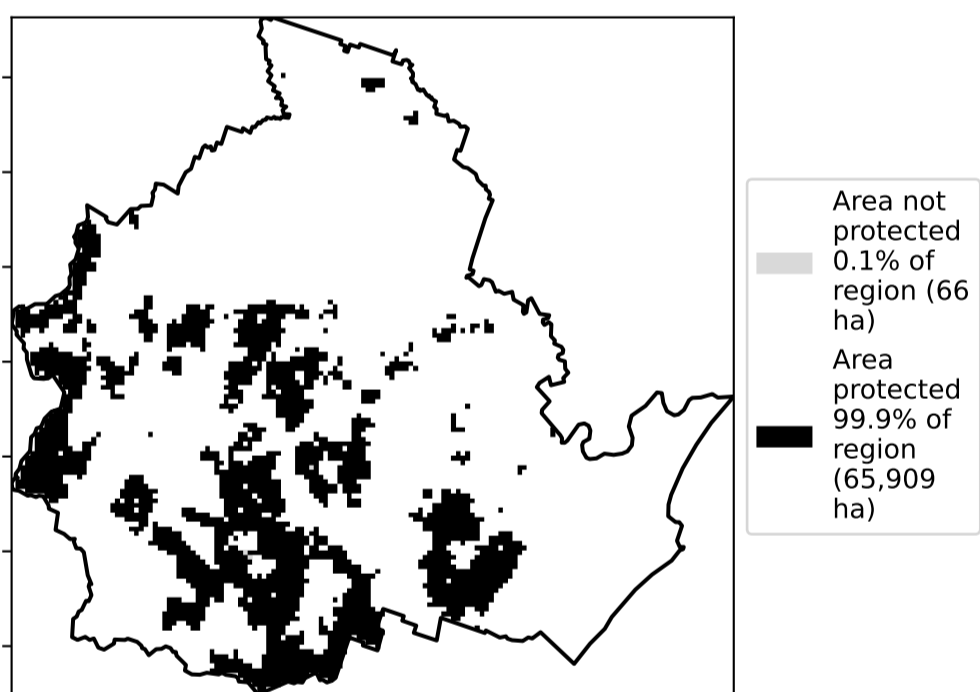 Area not
protected
0.1% of
region (66
ha)
Area
protected
99.9% of
region
(65,909
ha)